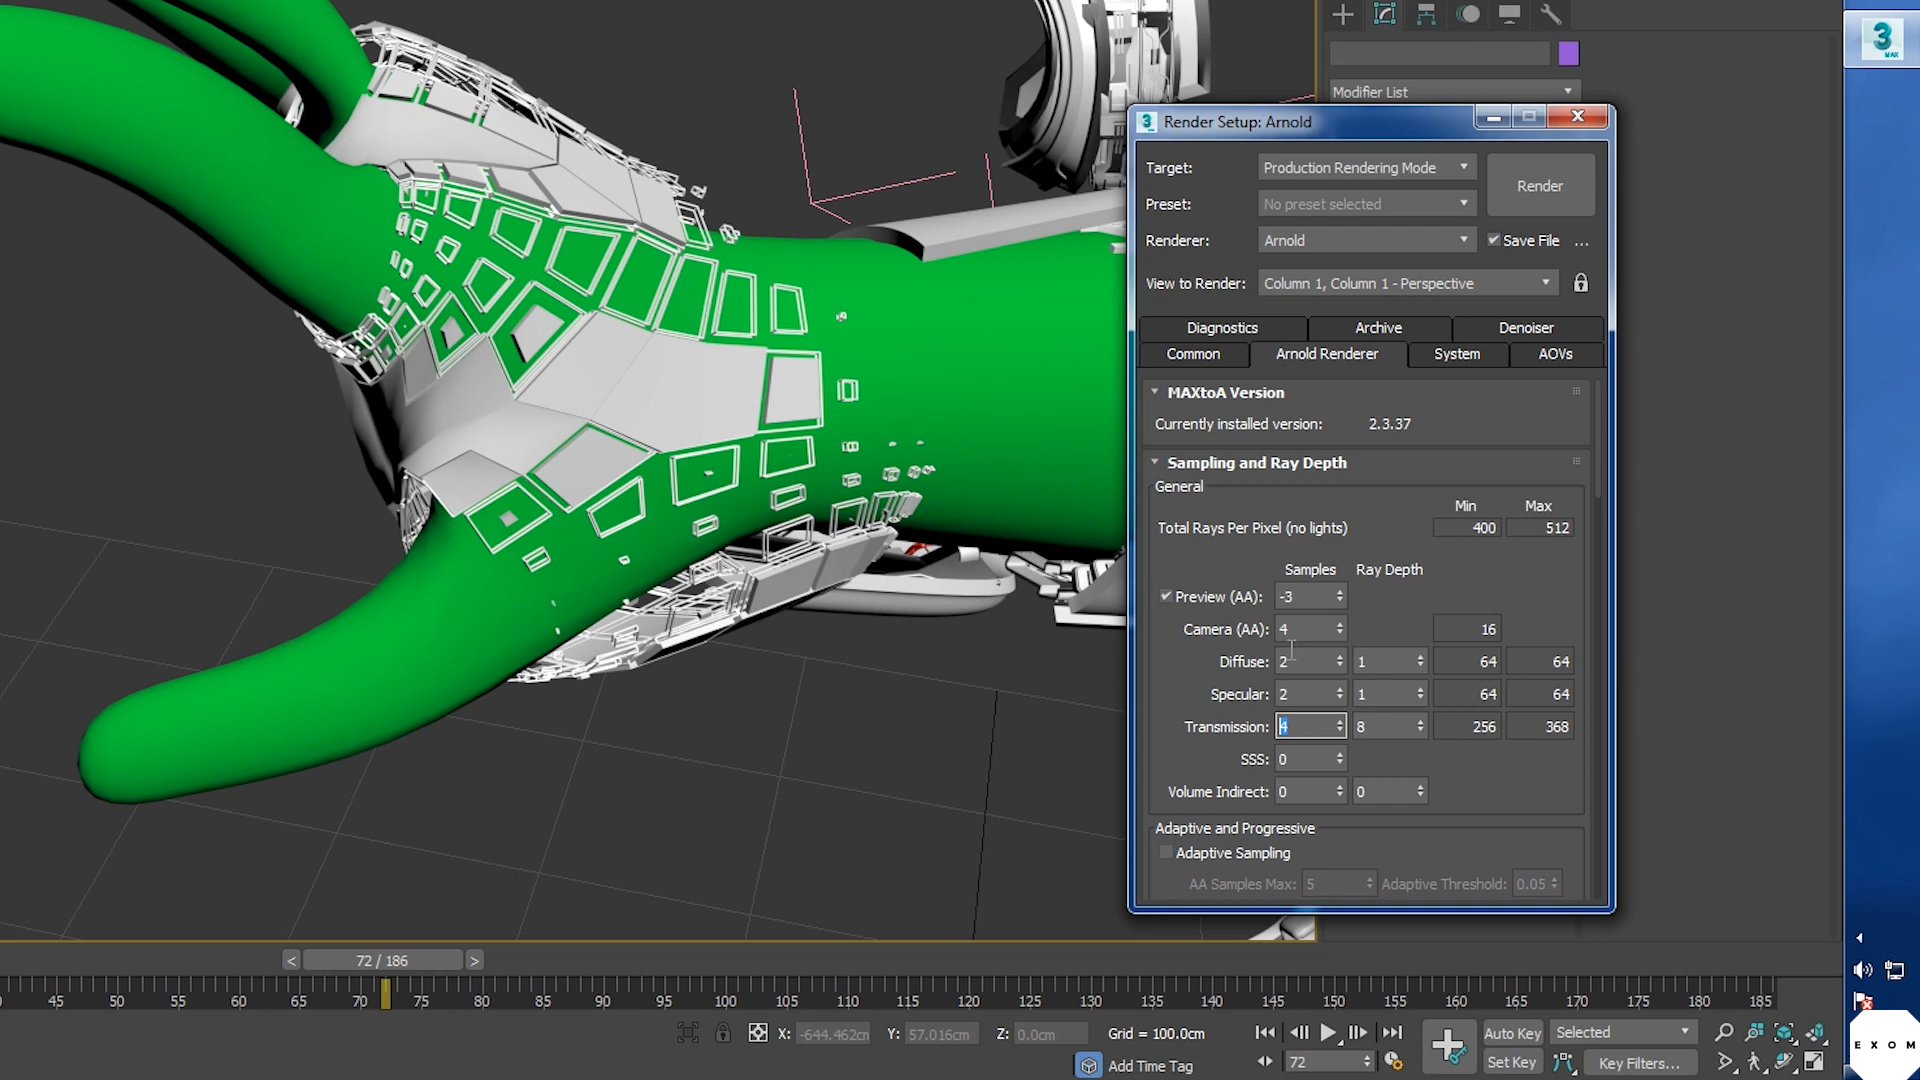 3
MAX
Modifier List
3 Render Setup: Arnold
Target: Production Rendering Mode
Render
Preset: No preset selected
Renderer: Arnold
Save File ...
View to Render: Column 1, Column 1 - Perspective
Diagnostics Archive Denoiser
Common Arnold Renderer System AOVs
MAXtoA Version
Currently installed version: 2.3.37
Sampling and Ray Depth
General
Min Max
Total Rays Per Pixel (no lights) 400 512
Samples Ray Depth
Preview (AA): -3
Camera (AA): 4 16
Diffuse: 2 1 64 64
Specular: 2 1 64 64
Transmission: 4 8 256 368
SSS: 0
Volume Indirect: 0 0
Adaptive and Progressive
Adaptive Sampling
AA Samples Max: 5 Adaptive Threshold: 0.05
< 72 / 186 >
45 50 55 60 65 70 75 80 85 90 95 100 105 110 115 120 125 130 135 140 145 150 155 160 165 170 175 180 185
X: -644.462cm Y: 57.016cm Z: 0.0cm Grid = 100.0cm
Auto Key Selected
Add Time Tag
72
Set Key Key Filters...
EXOM